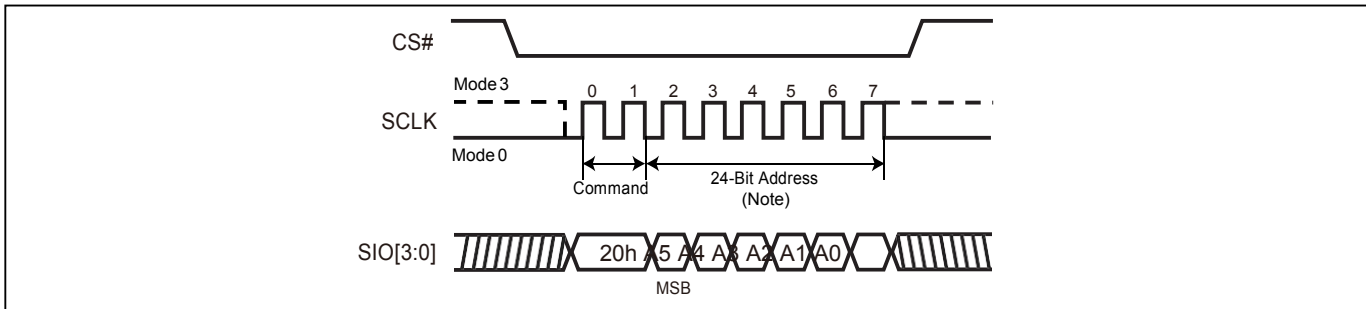 CS#
Mode 3
0 1 2 3 4 5 6 7
SCLK
Mode 0
Command
24-Bit Address
(Note)
SIO[3:0]
20h A5 A4 A3 A2 A1 A0
MSB